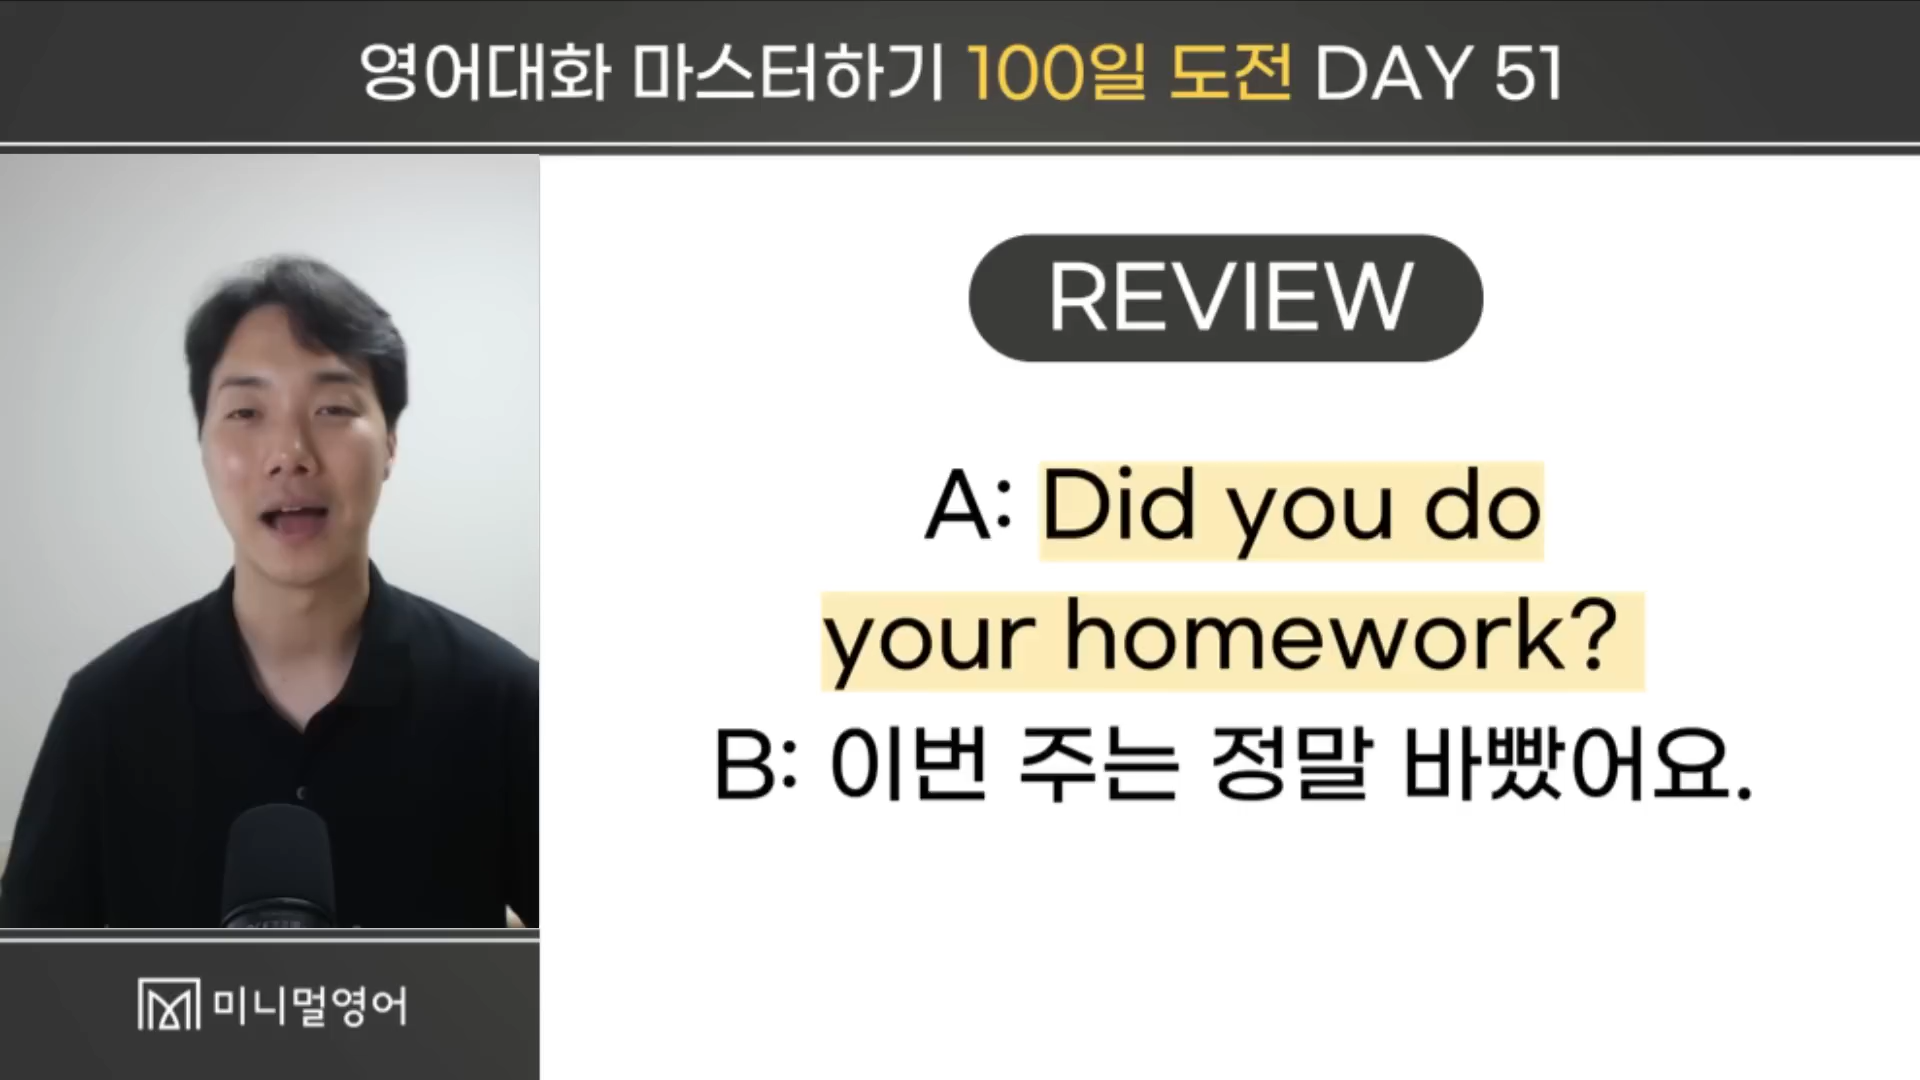 영어대화 마스터하기 100일 도전 DAY 51
REVIEW
A: Did you do
your homework?
B: 이번 주는 정말 바빴어요.
미니멀영어